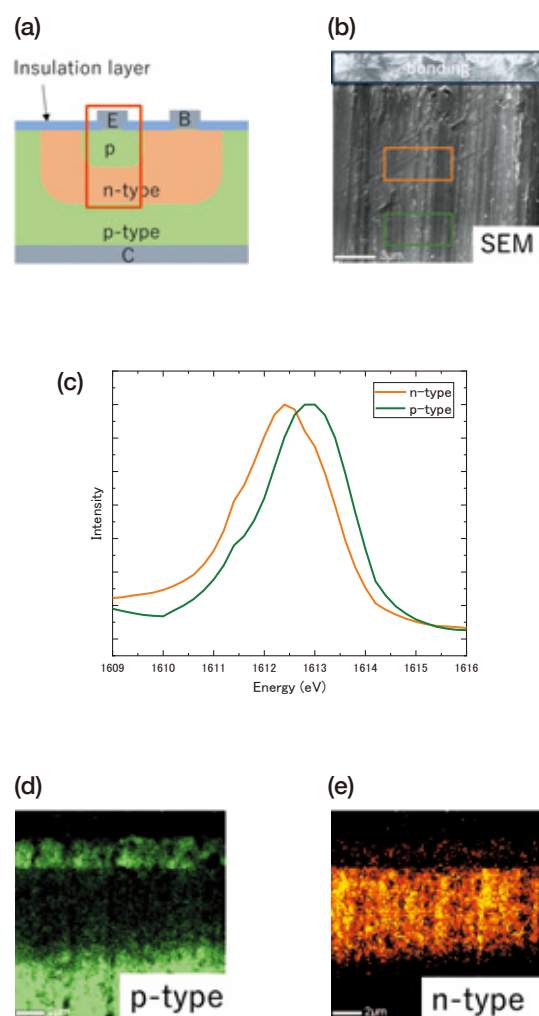 (a)
Insulation layer
E
B
p
n-type
p-type
C
(b)
bonding
SEM
(c)
n-type
p-type
Intensity
1609 1610 1611 1612 1613 1614 1615 1616
Energy (eV)
(d)
p-type
(e)
2μm
n-type